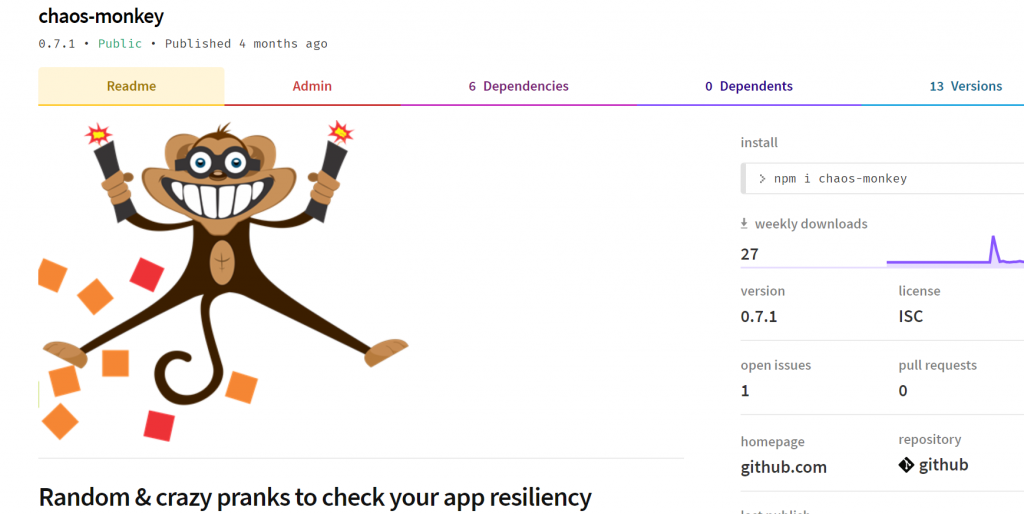 chaos-monkey
0.7.1 • Public • Published 4 months ago
Readme
Admin
6 Dependencies
0 Dependents
13 Versions
install
> npm i chaos-monkey
weekly downloads
27
version
license
0.7.1
ISC
open issues
pull requests
1
0
homepage
repository
github.com
github
Random & crazy pranks to check your app resiliency
last publish